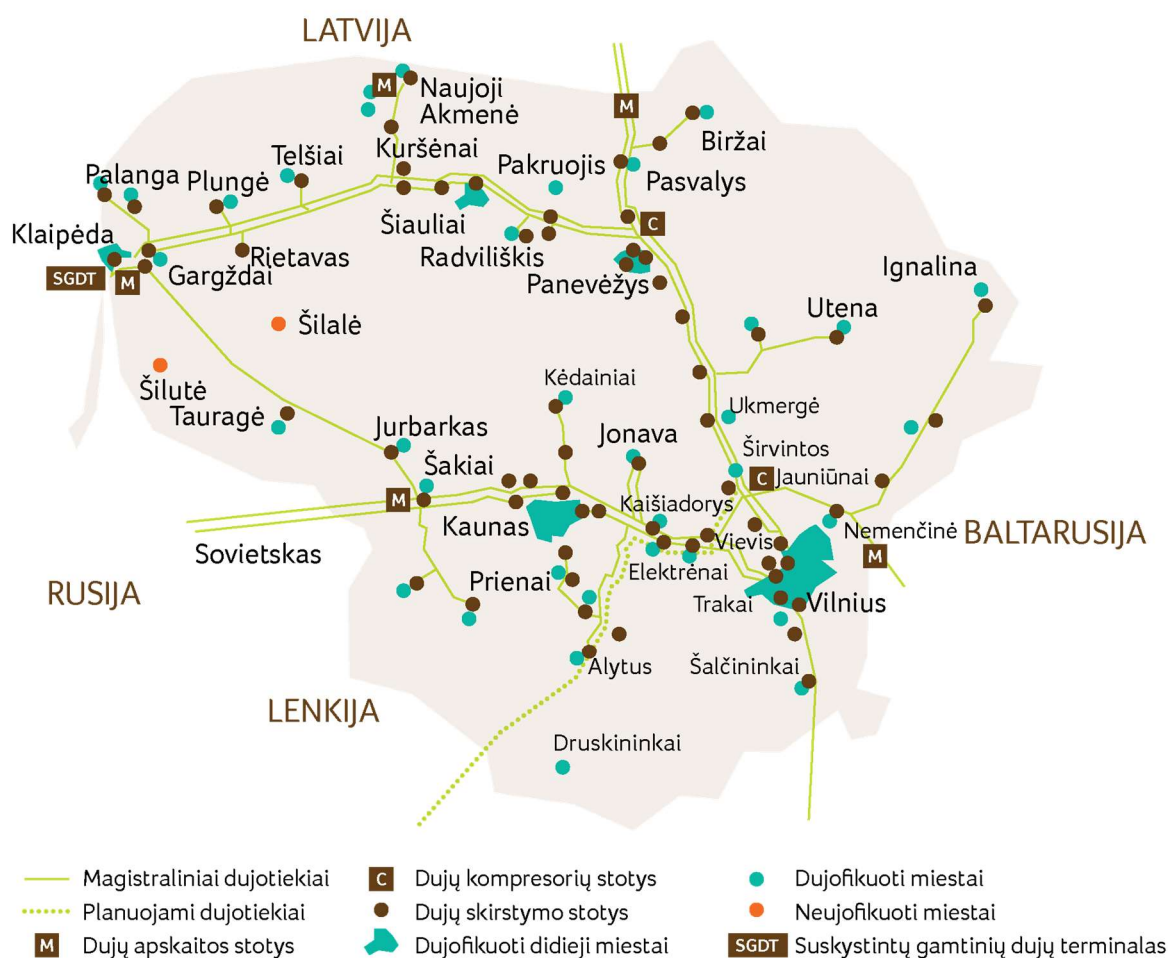 LATVIJA
M
Naujoji
Akmenė
M
Biržai
Telšiai
Kuršėnai
Pakruojis
Pasvalys
Palanga
Plungė
Klaipėda
Šiauliai
C
Radviliškis
Rietavas
SGDT
M
Gargždai
Panevėžys
Ignalina
Utena
Šilalė
Šilutė
Tauragė
Kėdainiai
Ukmergė
Jurbarkas
Jonava
Širvintos
Šakiai
C
Jauniūnai
M
Kaišiadorys
Kaunas
Nemenčinė
BALTARUSIJA
Sovietskas
Vievis
M
RUSIJA
Prienai
Elektrėnai
Trakai
Vilnius
Alytus
Šalčininkai
LENKIJA
Druskininkai
Magistraliniai dujotiekiai
Planuojami dujotiekiai
M
Dujų apskaitos stotys
C
Dujų kompresorių stotys
Dujų skirstymo stotys
Dujofikuoti didieji miestai
Dujofikuoti miestai
Neujofikuoti miestai
SGDT
Suskystintų gamtinių dujų terminalas